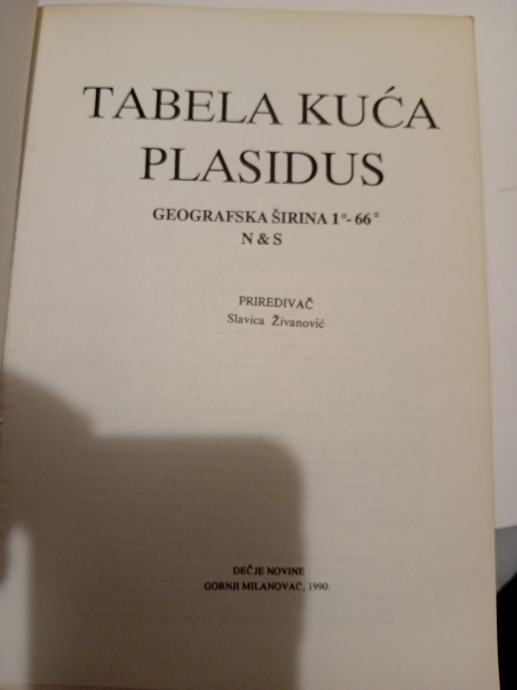 TABELA KUĆA
PLASIDUS
GEOGRAFSKA ŠIRINA 1°- 66°
N & S
PRIREDIVAČ
Slavica Živanović
DEČJE NOVINE
GORNJI MILANOVAC, 1990.